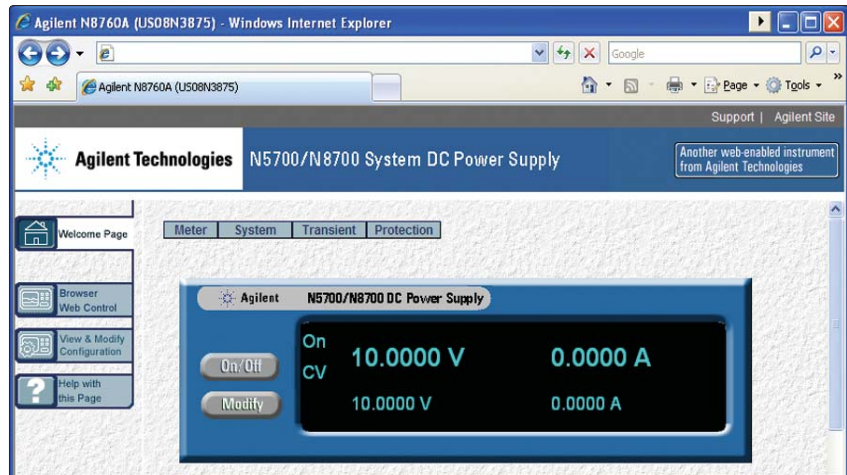 Agilent N8760A (US08N3875) - Windows Internet Explorer
Google
Agilent N8760A (US08N3875)
Page
Tools
»
Support | Agilent Site
Agilent Technologies
N5700/N8700 System DC Power Supply
Another web-enabled instrument
from Agilent Technologies
Welcome Page
Meter
System
Transient
Protection
Browser
Web Control
View & Modify
Configuration
Help with
this Page
Agilent
N5700/N8700 DC Power Supply
On/Off
Modify
On
CV
10.0000 V
0.0000 A
10.0000 V
0.0000 A